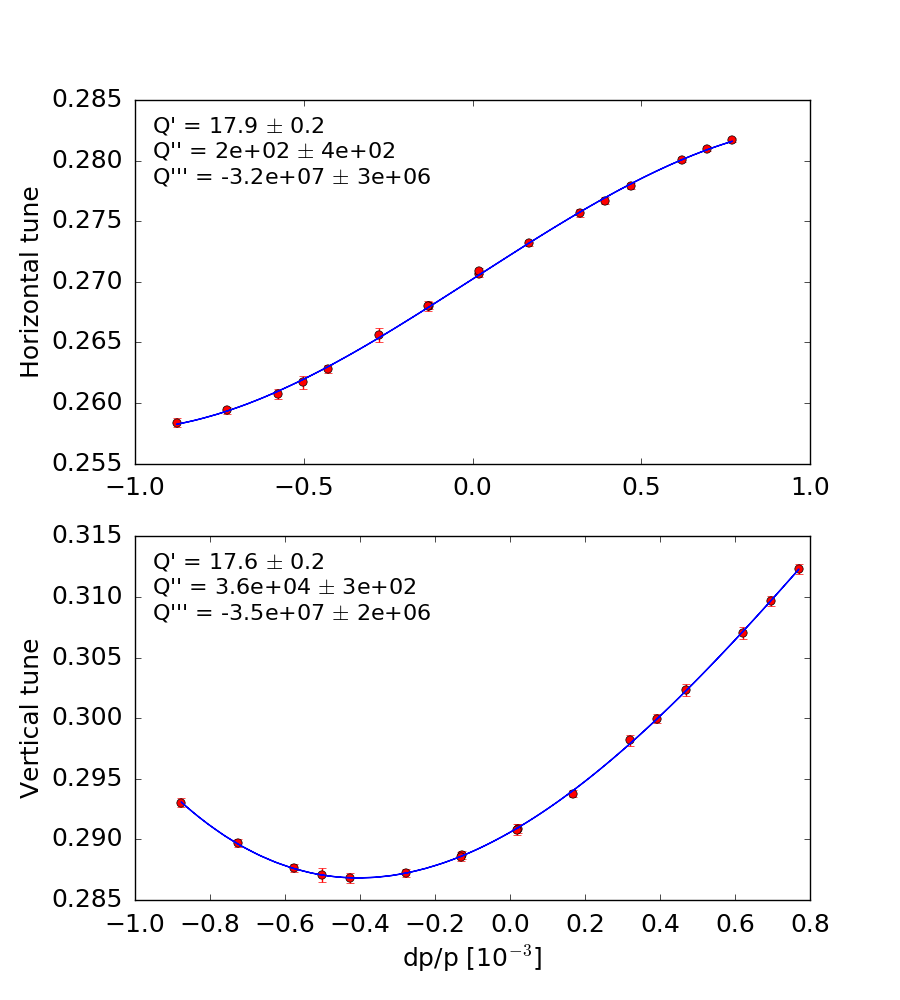 Q' = 17.9 ± 0.2
Q'' = 2e+02 ± 4e+02
Q''' = -3.2e+07 ± 3e+06
Horizontal tune
0.285
0.280
0.275
0.270
0.265
0.260
0.255
−1.0 −0.5 0.0 0.5 1.0
Q' = 17.6 ± 0.2
Q'' = 3.6e+04 ± 3e+02
Q''' = -3.5e+07 ± 2e+06
Vertical tune
0.315
0.310
0.305
0.300
0.295
0.290
0.285
−1.0 −0.8 −0.6 −0.4 −0.2 0.0 0.2 0.4 0.6 0.8
dp/p [10⁻³]